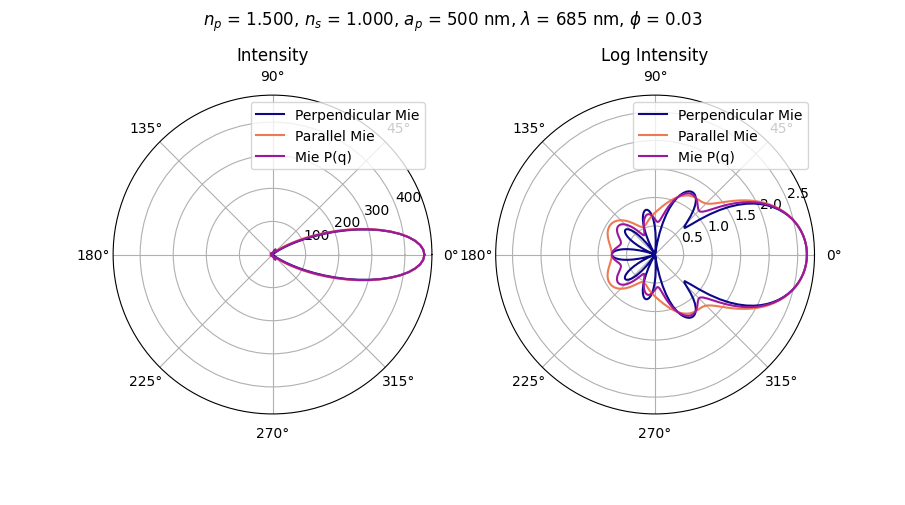 n_p = 1.500, n_s = 1.000, a_p = 500 nm, λ = 685 nm, ϕ = 0.03
Intensity
90°
Perpendicular Mie
Parallel Mie
Mie P(q)
45°
135°
180°
225°
270°
315°
0°
100
200
300
400
Log Intensity
90°
Perpendicular Mie
Parallel Mie
Mie P(q)
45°
135°
180°
225°
270°
315°
0°
0.5
1.0
1.5
2.0
2.5